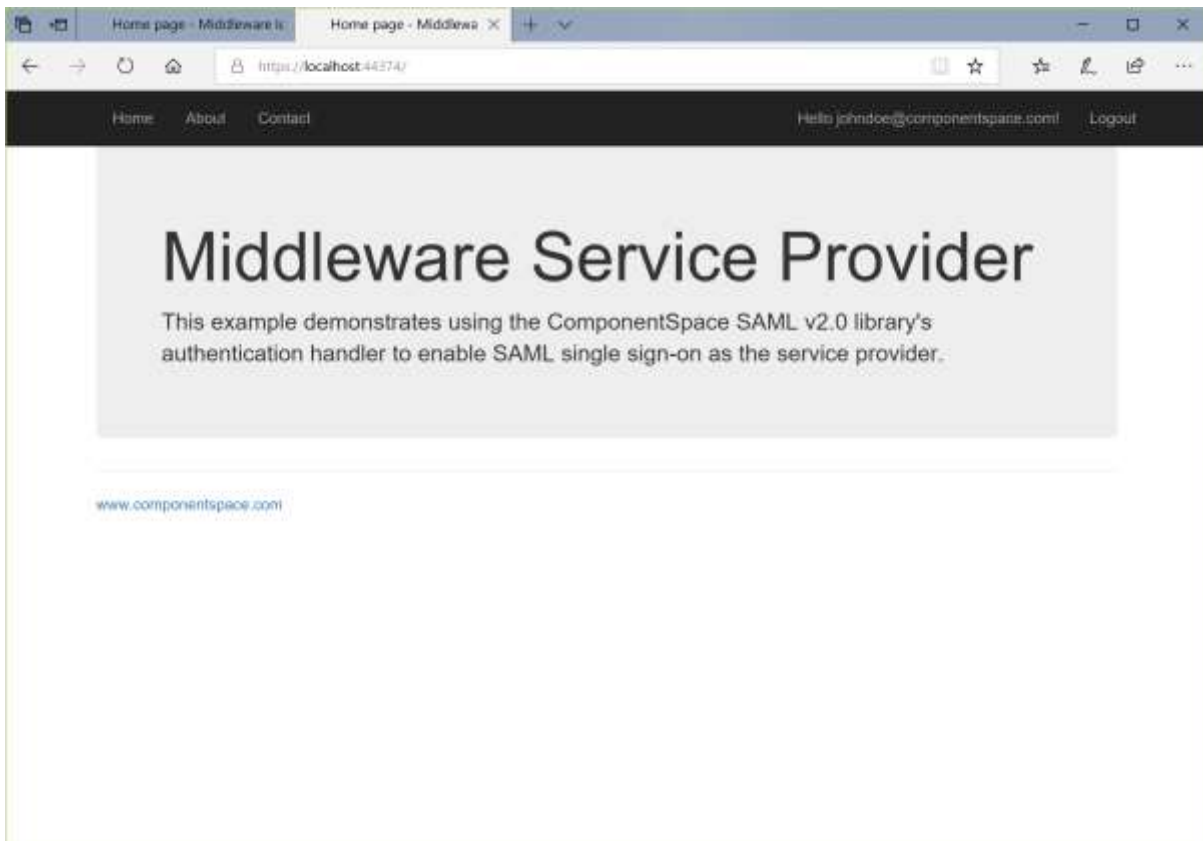 Home page - Middleware Ic
Home page - Middlewa
https://localhost:44374/
Home About Contact
Hello johndoe@componentspace.com! Logout
Middleware Service Provider
This example demonstrates using the ComponentSpace SAML v2.0 library's
authentication handler to enable SAML single sign-on as the service provider.
www.componentspace.com